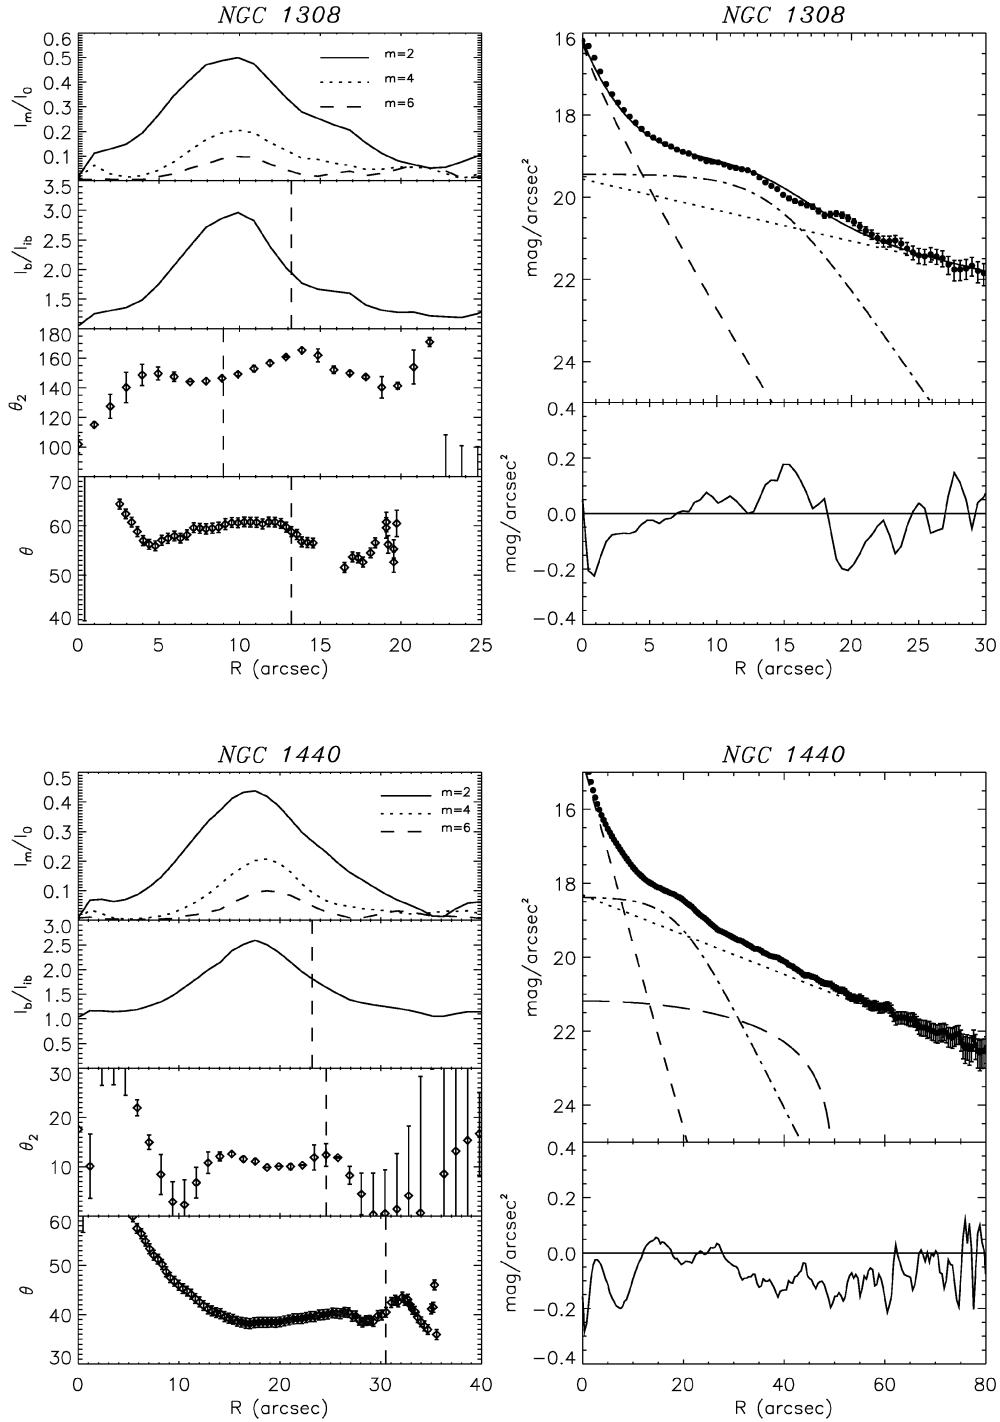 NGC 1308
I_m/I_0
0.5
0.4
0.3
0.2
0.1
0.6
m=2
m=4
m=6
I_b/I_ib
3.5
3.0
2.5
2.0
1.5
θ_2
180
160
140
120
100
θ
70
60
50
40
0 5 10 15 20 25
R (arcsec)
NGC 1308
mag/arcsec²
16
18
20
22
24
mag/arcsec²
0.4
0.2
0.0
-0.2
-0.4
0 5 10 15 20 25 30
R (arcsec)
NGC 1440
I_m/I_0
0.5
0.4
0.3
0.2
0.1
m=2
m=4
m=6
I_b/I_ib
3.0
2.5
2.0
1.5
1.0
0.5
θ_2
30
20
10
θ
60
50
40
30
0 10 20 30 40
R (arcsec)
NGC 1440
mag/arcsec²
16
18
20
22
24
mag/arcsec²
0.4
0.2
0.0
-0.2
-0.4
0 20 40 60 80
R (arcsec)